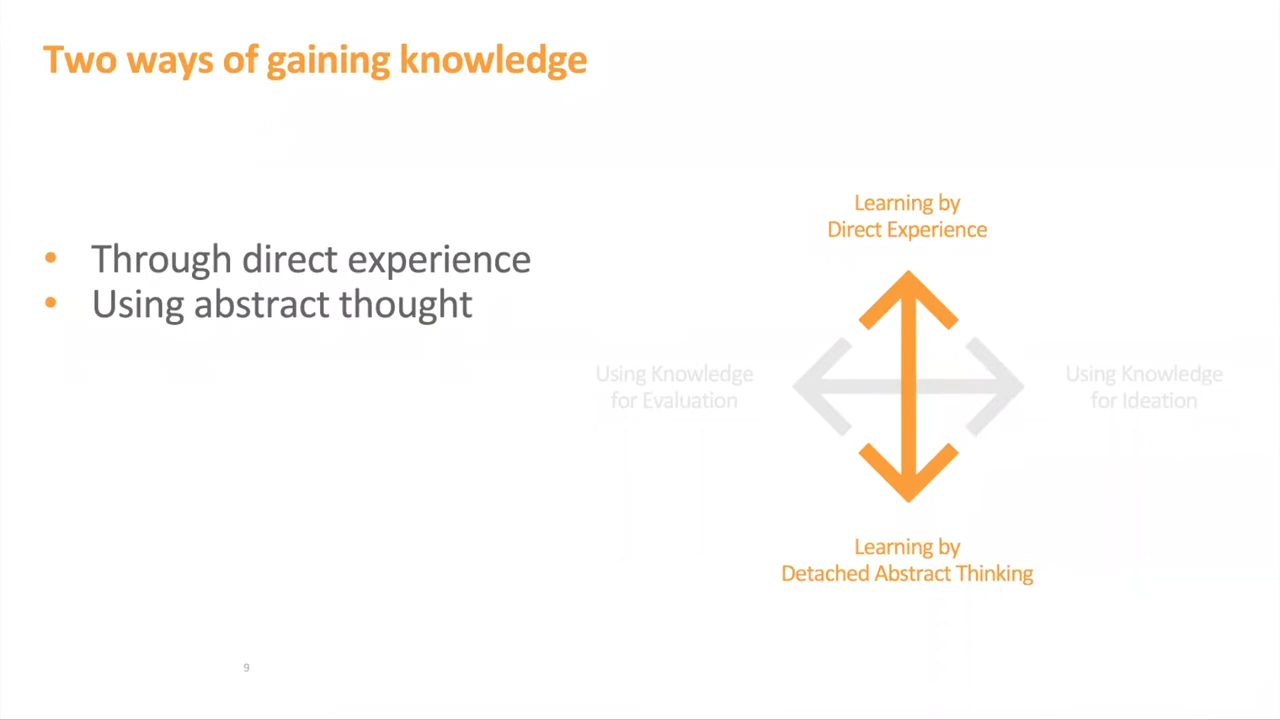 Two ways of gaining knowledge
• Through direct experience
• Using abstract thought
Learning by
Direct Experience
Using Knowledge
for Evaluation
Using Knowledge
for Ideation
Learning by
Detached Abstract Thinking
9